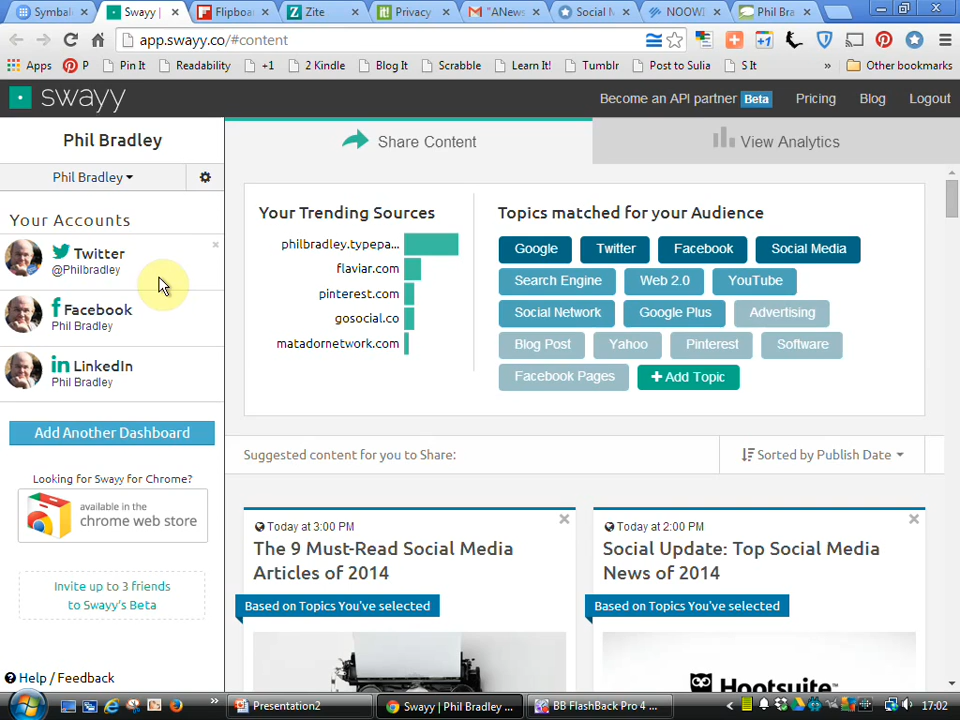 Symbal
Swayy |
Flipboa
Zite
Privacy
"ANews
Social M
NOOWI
Phil Bra
app.swayy.co/#content
Apps
P
Pin It
Readability
+1
2 Kindle
Blog It
Scrabble
Learn It!
Tumblr
Post to Sulia
S It
»
Other bookmarks
swayy
Become an API partner Beta
Pricing
Blog
Logout
Phil Bradley
Phil Bradley
Your Accounts
Twitter
@Philbradley
Facebook
Phil Bradley
LinkedIn
Phil Bradley
Add Another Dashboard
Looking for Swayy for Chrome?
available in the
chrome web store
Invite up to 3 friends
to Swayy's Beta
Help / Feedback
Share Content
View Analytics
Your Trending Sources
philbradley.typepa...
flaviar.com
pinterest.com
gosocial.co
matadornetwork.com
Topics matched for your Audience
Google Twitter Facebook Social Media
Search Engine Web 2.0 YouTube
Social Network Google Plus Advertising
Blog Post Yahoo Pinterest Software
Facebook Pages + Add Topic
Suggested content for you to Share:
Sorted by Publish Date
Today at 3:00 PM
The 9 Must-Read Social Media
Articles of 2014
Based on Topics You've selected
Today at 2:00 PM
Social Update: Top Social Media
News of 2014
Based on Topics You've selected
Hootsuite
Presentation2
Swayy | Phil Bradley ...
BB FlashBack Pro 4 ...
17:02